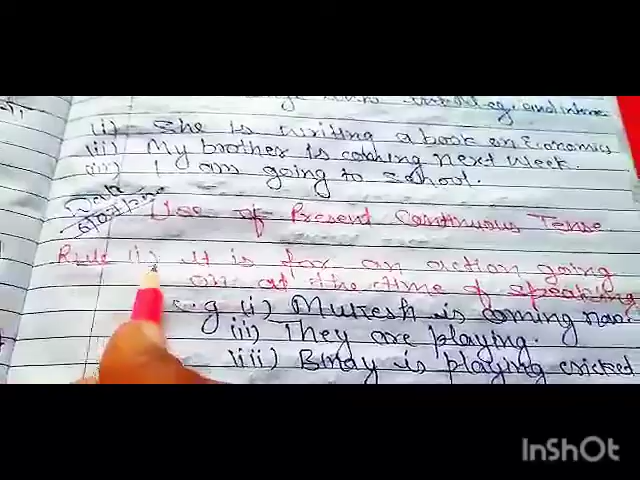 (i) She is writing a book on Economics
(ii) My brother is coming next week.
(iii) I am going to school.
Use of Present Continuous Tense
Rule (i) It is for an action going
on at the time of speaking
e.g (i) Mukesh is coming now
(ii) They are playing.
(iii) Binay is playing cricket
InShOt